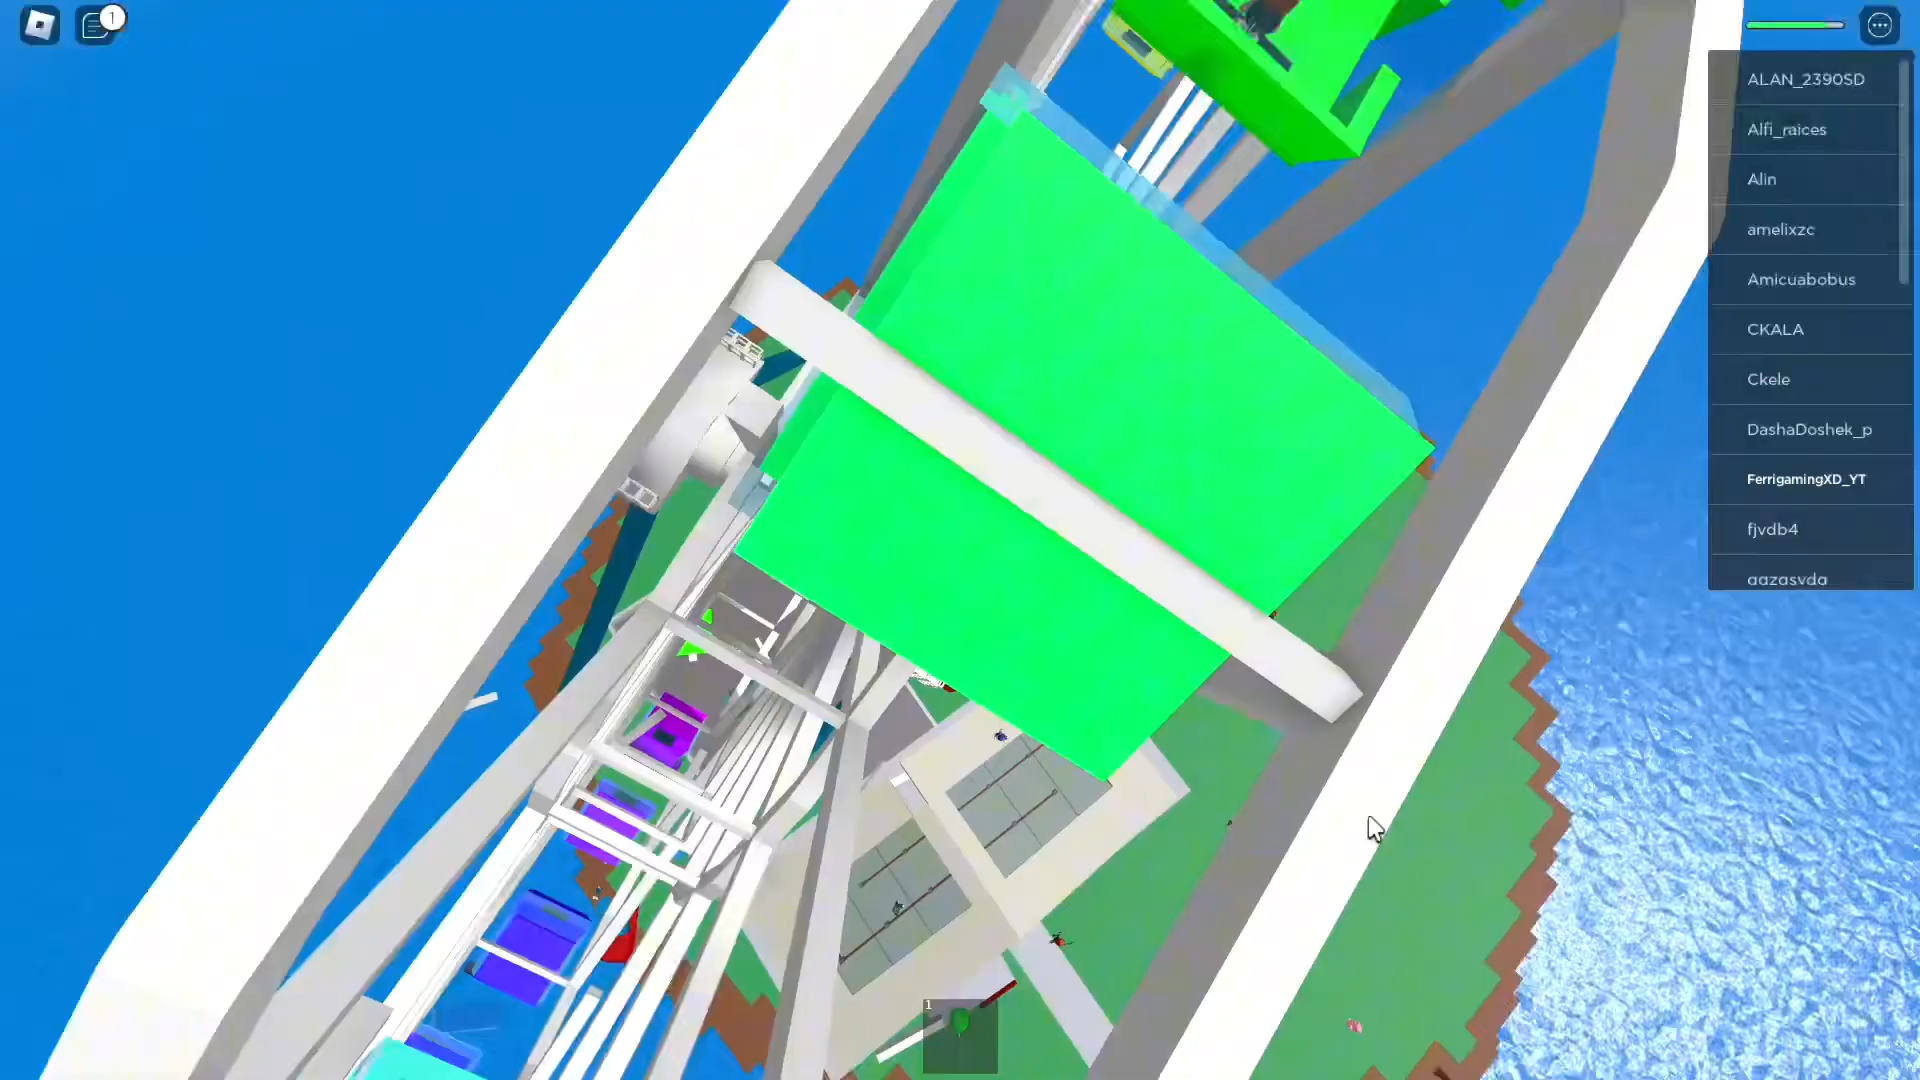 1
ALAN_2390SD
Alfi_raices
Alin
amelixzc
Amicuabobus
CKALA
Ckele
DashaDoshek_p
FerrigamingXD_YT
fjvdb4
gazasvda
1